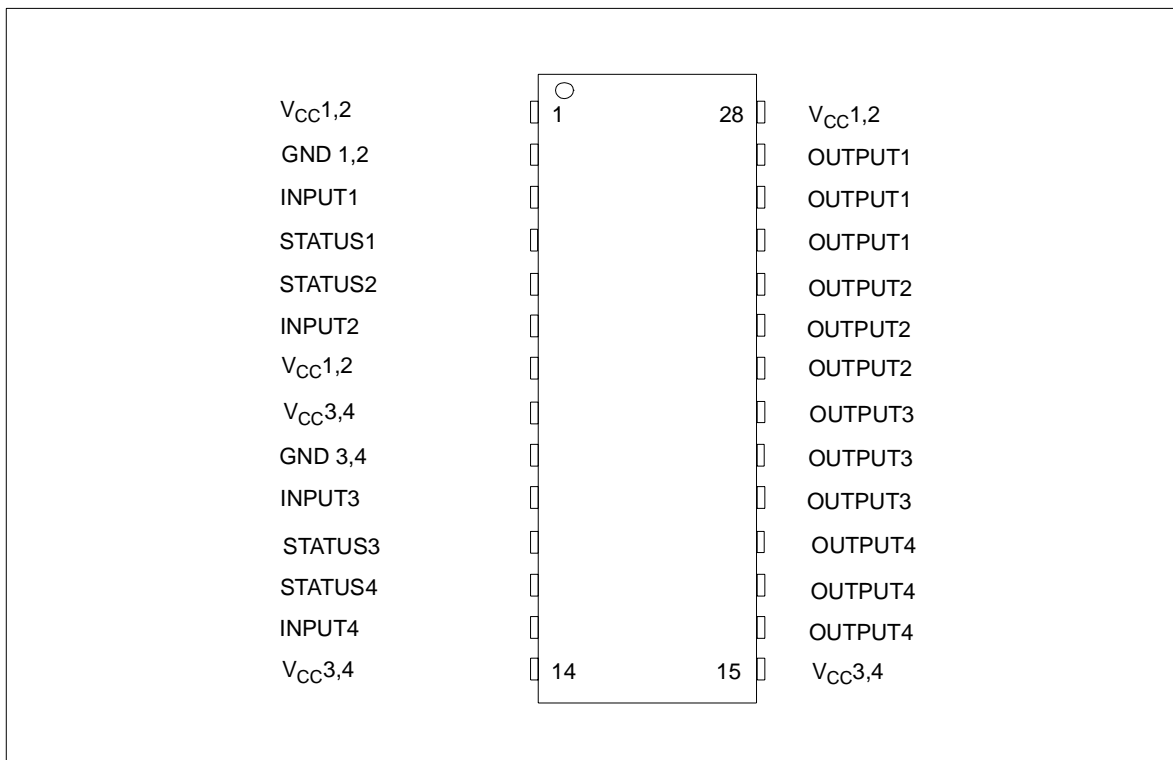 VCC1,2 1 28 VCC1,2
GND 1,2 OUTPUT1
INPUT1 OUTPUT1
STATUS1 OUTPUT1
STATUS2 OUTPUT2
INPUT2 OUTPUT2
VCC1,2 OUTPUT2
VCC3,4 OUTPUT3
GND 3,4 OUTPUT3
INPUT3 OUTPUT3
STATUS3 OUTPUT4
STATUS4 OUTPUT4
INPUT4 OUTPUT4
VCC3,4 14 15 VCC3,4